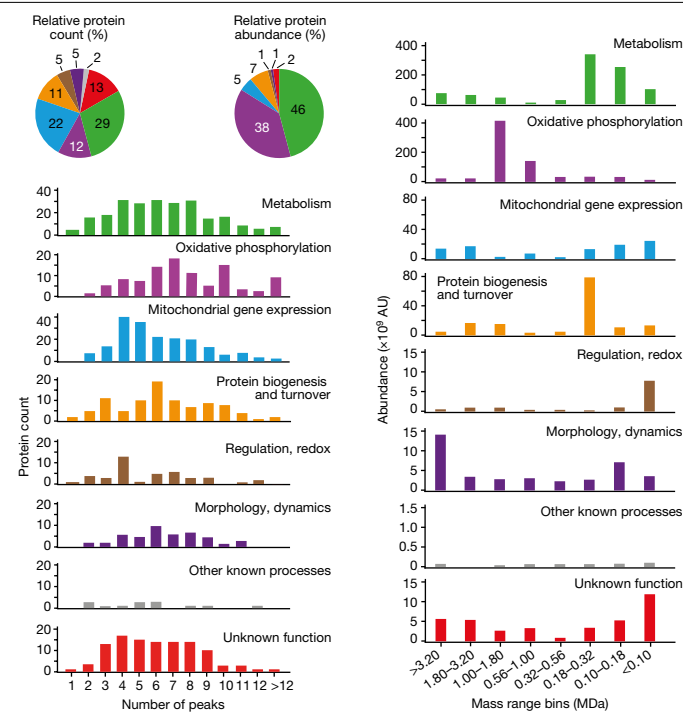 Relative protein
count (%)
5
5
2
11
13
22
29
12
Relative protein
abundance (%)
1
1
2
7
5
46
38
Protein count
40
20
0
Metabolism
20
10
0
Oxidative phosphorylation
40
20
0
Mitochondrial gene expression
20
10
0
Protein biogenesis
and turnover
20
10
0
Regulation, redox
20
10
0
Morphology, dynamics
20
10
0
Other known processes
20
10
0
Unknown function
1 2 3 4 5 6 7 8 9 10 11 12 >12
Number of peaks
Abundance (×10⁹ AU)
400
200
0
Metabolism
400
200
0
Oxidative phosphorylation
80
40
0
Mitochondrial gene expression
80
40
0
Protein biogenesis
and turnover
15
10
5
0
Regulation, redox
15
10
5
0
Morphology, dynamics
1.5
1.0
0.5
0
Other known processes
15
10
5
0
Unknown function
>3.20 1.80–3.20 1.00–1.80 0.56–1.00 0.32–0.56 0.18–0.32 0.10–0.18 <0.10
Mass range bins (MDa)